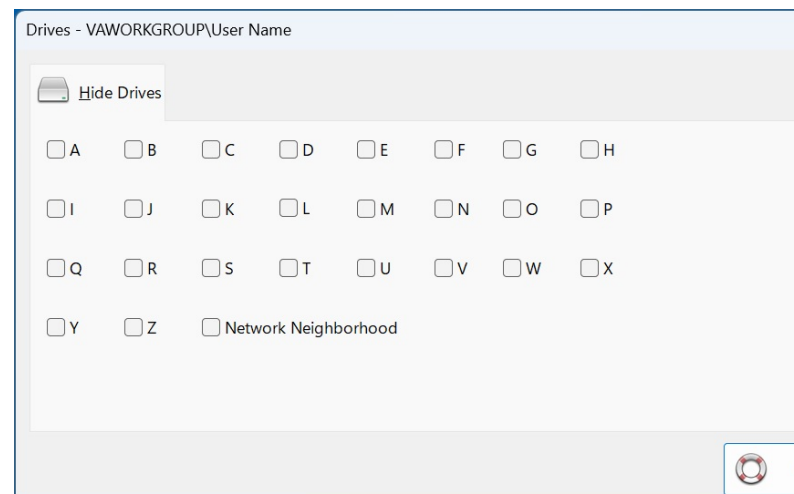 Drives - VAWORKGROUP\User Name
Hide Drives
A B C D E F G H
I J K L M N O P
Q R S T U V W X
Y Z Network Neighborhood